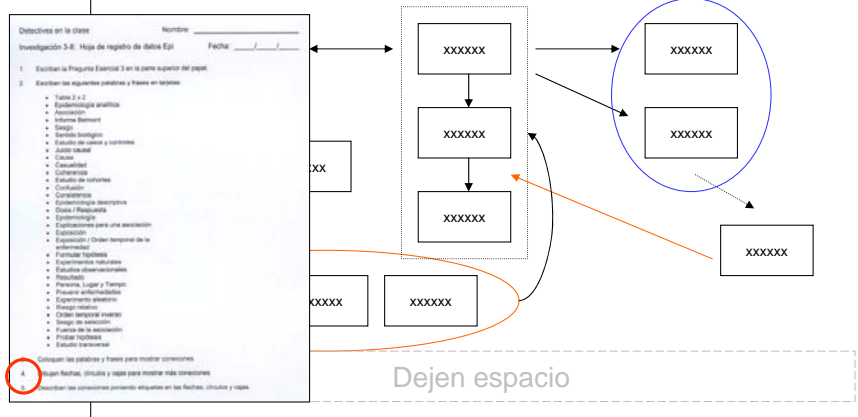 Detectives en la clase Nombre:
Investigación 3-8: Hoja de registro de datos Epi Fecha: ____/____/____
1. Escriban la Pregunta Esencial 3 en la parte superior del papel.
2. Escriban las siguientes palabras y frases en tarjetas:
• Tabla 2 x 2
• Epidemiología analítica
• Asociación
• Informe Belmont
• Sesgo
• Sentido biológico
• Estudio de casos y controles
• Juicio causal
• Causa
• Casualidad
• Coherencia
• Estudio de cohortes
• Confusión
• Consistencia
• Epidemiología descriptiva
• Dosis / Respuesta
• Epidemiología
• Explicaciones para una asociación
• Exposición
• Exposición / Orden temporal de la
enfermedad
• Formular hipótesis
• Experimentos naturales
• Estudios observacionales
• Resultado
• Persona, Lugar y Tiempo
• Prevenir enfermedades
• Experimento aleatorio
• Riesgo relativo
• Orden temporal inverso
• Sesgo de selección
• Fuerza de la asociación
• Probar hipótesis
• Estudio transversal
3. Coloquen las palabras y frases para mostrar conexiones.
4. Dibujan flechas, círculos y cajas para mostrar más conexiones.
5. Describan las conexiones poniendo etiquetas en las flechas, círculos y cajas.
xxxxxx
xxxxxx
xxxxxx
xxxxxx
xxxxxx
xxxxxx
xx
xxxxx
xxxxxx
Dejen espacio